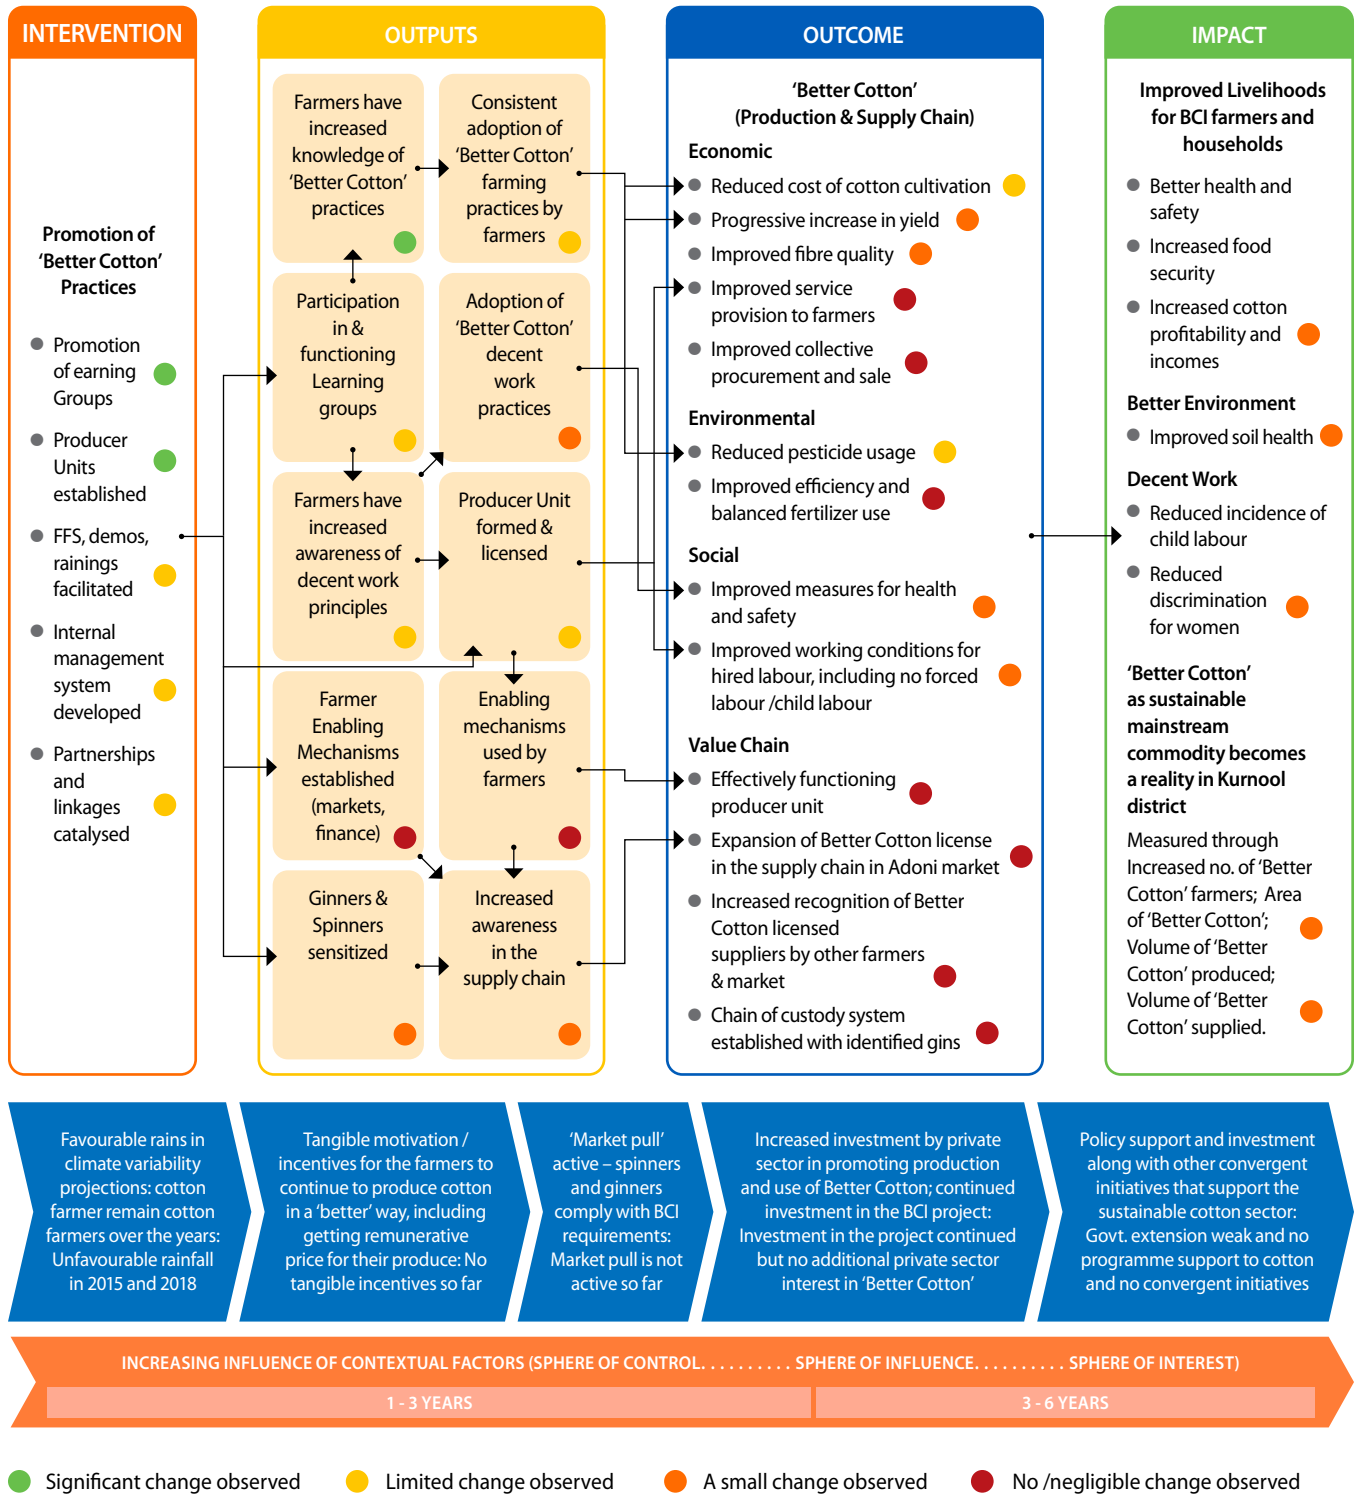 INTERVENTION
Promotion of
‘Better Cotton’
Practices
Promotion
of earning
Groups
Producer
Units
established
FFS, demos,
rainings
facilitated
Internal
management
system
developed
Partnerships
and
linkages
catalysed
OUTPUTS
Farmers have
increased
knowledge of
‘Better Cotton’
practices
Consistent
adoption of
‘Better Cotton’
farming
practices by
farmers
Participation
in &
functioning
Learning
groups
Adoption of
‘Better Cotton’
decent
work
practices
Farmers have
increased
awareness of
decent work
principles
Producer Unit
formed &
licensed
Farmer
Enabling
Mechanisms
established
(markets,
finance)
Enabling
mechanisms
used by
farmers
Ginners &
Spinners
sensitized
Increased
awareness
in the
supply chain
OUTCOME
‘Better Cotton’
(Production & Supply Chain)
Economic
Reduced cost of cotton cultivation
Progressive increase in yield
Improved fibre quality
Improved service
provision to farmers
Improved collective
procurement and sale
Environmental
Reduced pesticide usage
Improved efficiency and
balanced fertilizer use
Social
Improved measures for health
and safety
Improved working conditions for
hired labour, including no forced
labour /child labour
Value Chain
Effectively functioning
producer unit
Expansion of Better Cotton license
in the supply chain in Adoni market
Increased recognition of Better
Cotton licensed
suppliers by other farmers
& market
Chain of custody system
established with identified gins
IMPACT
Improved Livelihoods
for BCI farmers and
households
Better health and
safety
Increased food
security
Increased cotton
profitability and
incomes
Better Environment
Improved soil health
Decent Work
Reduced incidence of
child labour
Reduced
discrimination
for women
‘Better Cotton’
as sustainable
mainstream
commodity becomes
a reality in Kurnool
district
Measured through
Increased no. of ‘Better
Cotton’ farmers; Area
of ‘Better Cotton’;
Volume of ‘Better
Cotton’ produced;
Volume of ‘Better
Cotton’ supplied.
Favourable rains in
climate variability
projections: cotton
farmer remain cotton
farmers over the years:
Unfavourable rainfall
in 2015 and 2018
Tangible motivation /
incentives for the farmers to
continue to produce cotton
in a ‘better’ way, including
getting remunerative
price for their produce: No
tangible incentives so far
‘Market pull’
active – spinners
and ginners
comply with BCI
requirements:
Market pull is not
active so far
Increased investment by private
sector in promoting production
and use of Better Cotton; continued
investment in the BCI project:
Investment in the project continued
but no additional private sector
interest in ‘Better Cotton’
Policy support and investment
along with other convergent
initiatives that support the
sustainable cotton sector:
Govt. extension weak and no
programme support to cotton
and no convergent initiatives
INCREASING INFLUENCE OF CONTEXTUAL FACTORS (SPHERE OF CONTROL. . . . . . . . . . SPHERE OF INFLUENCE. . . . . . . . . . SPHERE OF INTEREST)
1 - 3 YEARS
3 - 6 YEARS
Significant change observed
Limited change observed
A small change observed
No /negligible change observed